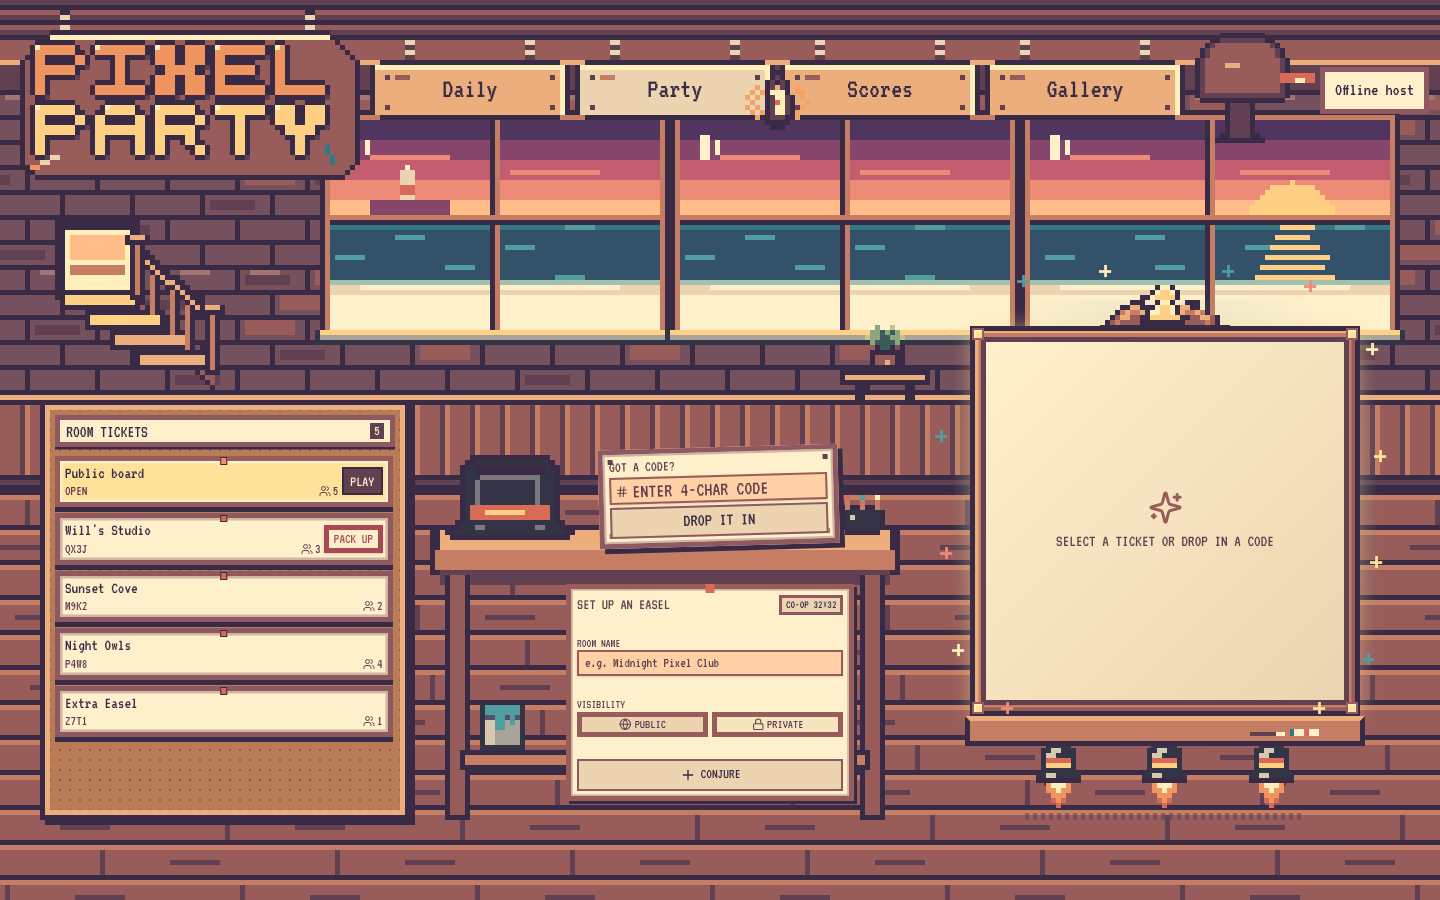 PIXEL
PARTY
Daily
Party
Scores
Gallery
Offline host
ROOM TICKETS
5
Public board
OPEN
5
PLAY
Will's Studio
QX3J
3
PACK UP
Sunset Cove
M9K2
2
Night Owls
P4W8
4
Extra Easel
Z7T1
1
GOT A CODE?
# ENTER 4-CHAR CODE
DROP IT IN
SET UP AN EASEL
CO-OP 32×32
ROOM NAME
e.g. Midnight Pixel Club
VISIBILITY
PUBLIC
PRIVATE
+ CONJURE
SELECT A TICKET OR DROP IN A CODE